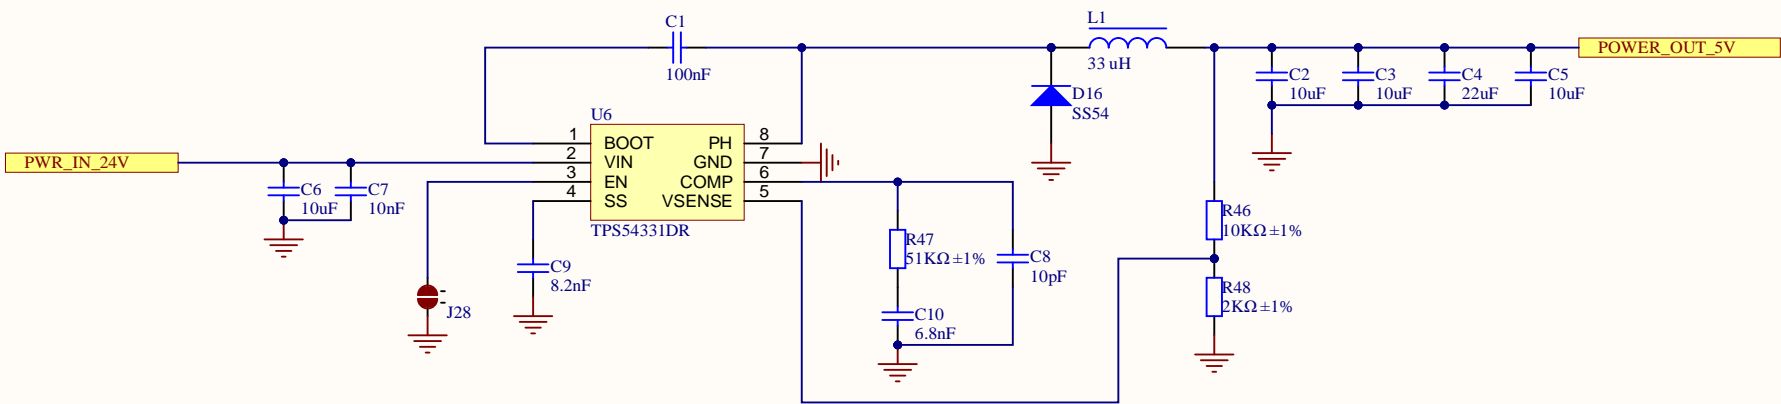 C1
100nF
L1
33 uH
POWER_OUT_5V
C2
10uF
C3
10uF
C4
22uF
C5
10uF
D16
SS54
U6
1 BOOT PH 8
2 VIN GND 7
3 EN COMP 6
4 SS VSENSE 5
TPS54331DR
PWR_IN_24V
C6
10uF
C7
10nF
R46
10KΩ±1%
R47
51KΩ±1%
C8
10pF
C9
8.2nF
R48
2KΩ±1%
J28
C10
6.8nF